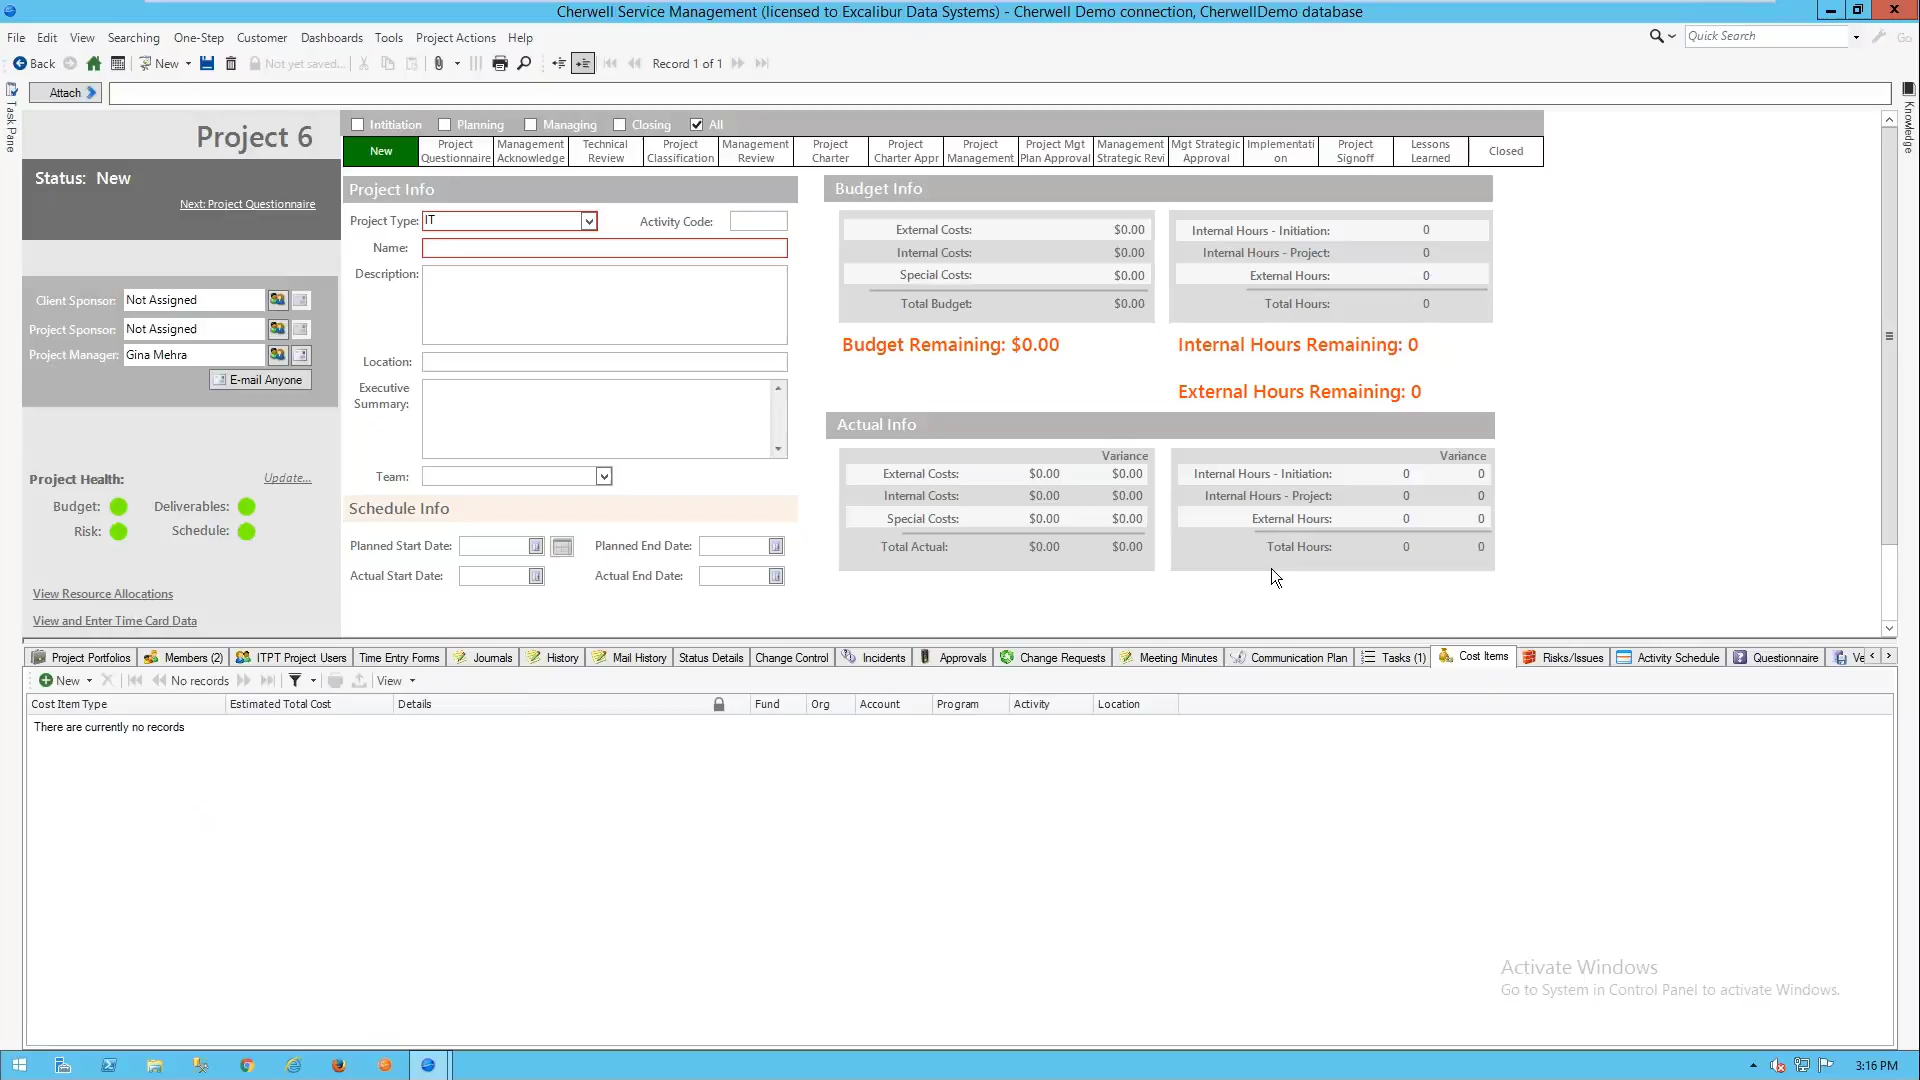 Cherwell Service Management (licensed to Excalibur Data Systems) - Cherwell Demo connection, CherwellDemo database
File Edit View Searching One-Step Customer Dashboards Tools Project Actions Help
Quick Search Go
Back New Not yet saved... Record 1 of 1
Attach
Task Pane
Knowledge
Project 6
Intitiation Planning Managing Closing All
New
Project Questionnaire
Management Acknowledge
Technical Review
Project Classification
Management Review
Project Charter
Project Charter Appr
Project Management
Project Mgt Plan Approval
Management Strategic Revi
Mgt Strategic Approval
Implementati on
Project Signoff
Lessons Learned
Closed
Status: New
Next: Project Questionnaire
Client Sponsor: Not Assigned
Project Sponsor: Not Assigned
Project Manager: Gina Mehra
E-mail Anyone
Project Health: Update...
Budget: Deliverables:
Risk: Schedule:
View Resource Allocations
View and Enter Time Card Data
Project Info
Project Type: IT Activity Code:
Name:
Description:
Location:
Executive
Summary:
Team:
Schedule Info
Planned Start Date: Planned End Date:
Actual Start Date: Actual End Date:
Budget Info
External Costs: $0.00
Internal Costs: $0.00
Special Costs: $0.00
Total Budget: $0.00
Internal Hours - Initiation: 0
Internal Hours - Project: 0
External Hours: 0
Total Hours: 0
Budget Remaining: $0.00
Internal Hours Remaining: 0
External Hours Remaining: 0
Actual Info
Variance
External Costs: $0.00 $0.00
Internal Costs: $0.00 $0.00
Special Costs: $0.00 $0.00
Total Actual: $0.00 $0.00
Variance
Internal Hours - Initiation: 0 0
Internal Hours - Project: 0 0
External Hours: 0 0
Total Hours: 0 0
Project Portfolios Members (2) ITPT Project Users Time Entry Forms Journals History Mail History Status Details Change Control Incidents Approvals Change Requests Meeting Minutes Communication Plan Tasks (1) Cost Items Risks/Issues Activity Schedule Questionnaire Ve
New No records View
Cost Item Type Estimated Total Cost Details Fund Org Account Program Activity Location
There are currently no records
Activate Windows
Go to System in Control Panel to activate Windows.
3:16 PM